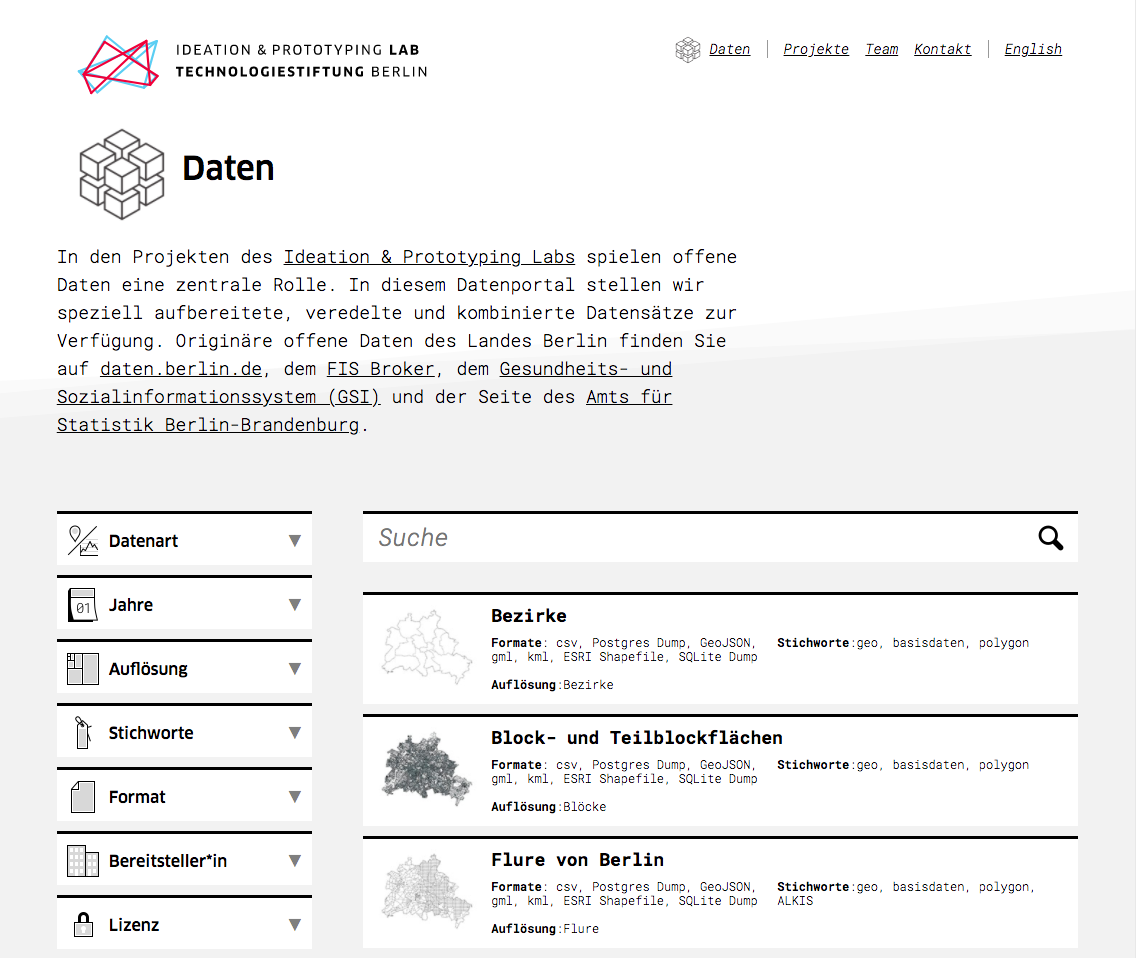 IDEATION & PROTOTYPING LAB
TECHNOLOGIESTIFTUNG BERLIN
Daten
Projekte
Team
Kontakt
English
Daten
In den Projekten des Ideation & Prototyping Labs spielen offene
Daten eine zentrale Rolle. In diesem Datenportal stellen wir
speziell aufbereitete, veredelte und kombinierte Datensätze zur
Verfügung. Originäre offene Daten des Landes Berlin finden Sie
auf daten.berlin.de, dem FIS Broker, dem Gesundheits- und
Sozialinformationssystem (GSI) und der Seite des Amts für
Statistik Berlin-Brandenburg.
Datenart
01
Jahre
Auflösung
Stichworte
Format
Bereitsteller*in
Lizenz
Suche
Bezirke
Formate: csv, Postgres Dump, GeoJSON,
gml, kml, ESRI Shapefile, SQLite Dump
Stichworte:geo, basisdaten, polygon
Auflösung:Bezirke
Block- und Teilblockflächen
Formate: csv, Postgres Dump, GeoJSON,
gml, kml, ESRI Shapefile, SQLite Dump
Stichworte:geo, basisdaten, polygon
Auflösung:Blöcke
Flure von Berlin
Formate: csv, Postgres Dump, GeoJSON,
gml, kml, ESRI Shapefile, SQLite Dump
Stichworte:geo, basisdaten, polygon,
ALKIS
Auflösung:Flure